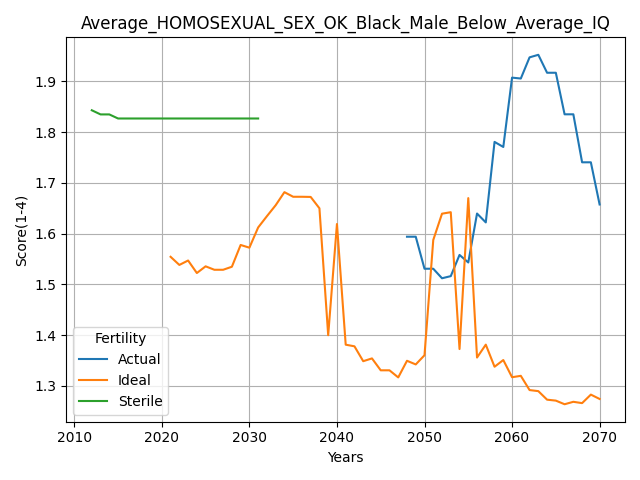 Average_HOMOSEXUAL_SEX_OK_Black_Male_Below_Average_IQ
Score(1-4)
1.9
1.8
1.7
1.6
1.5
1.4
1.3
Fertility
Actual
Ideal
Sterile
2010 2020 2030 2040 2050 2060 2070
Years